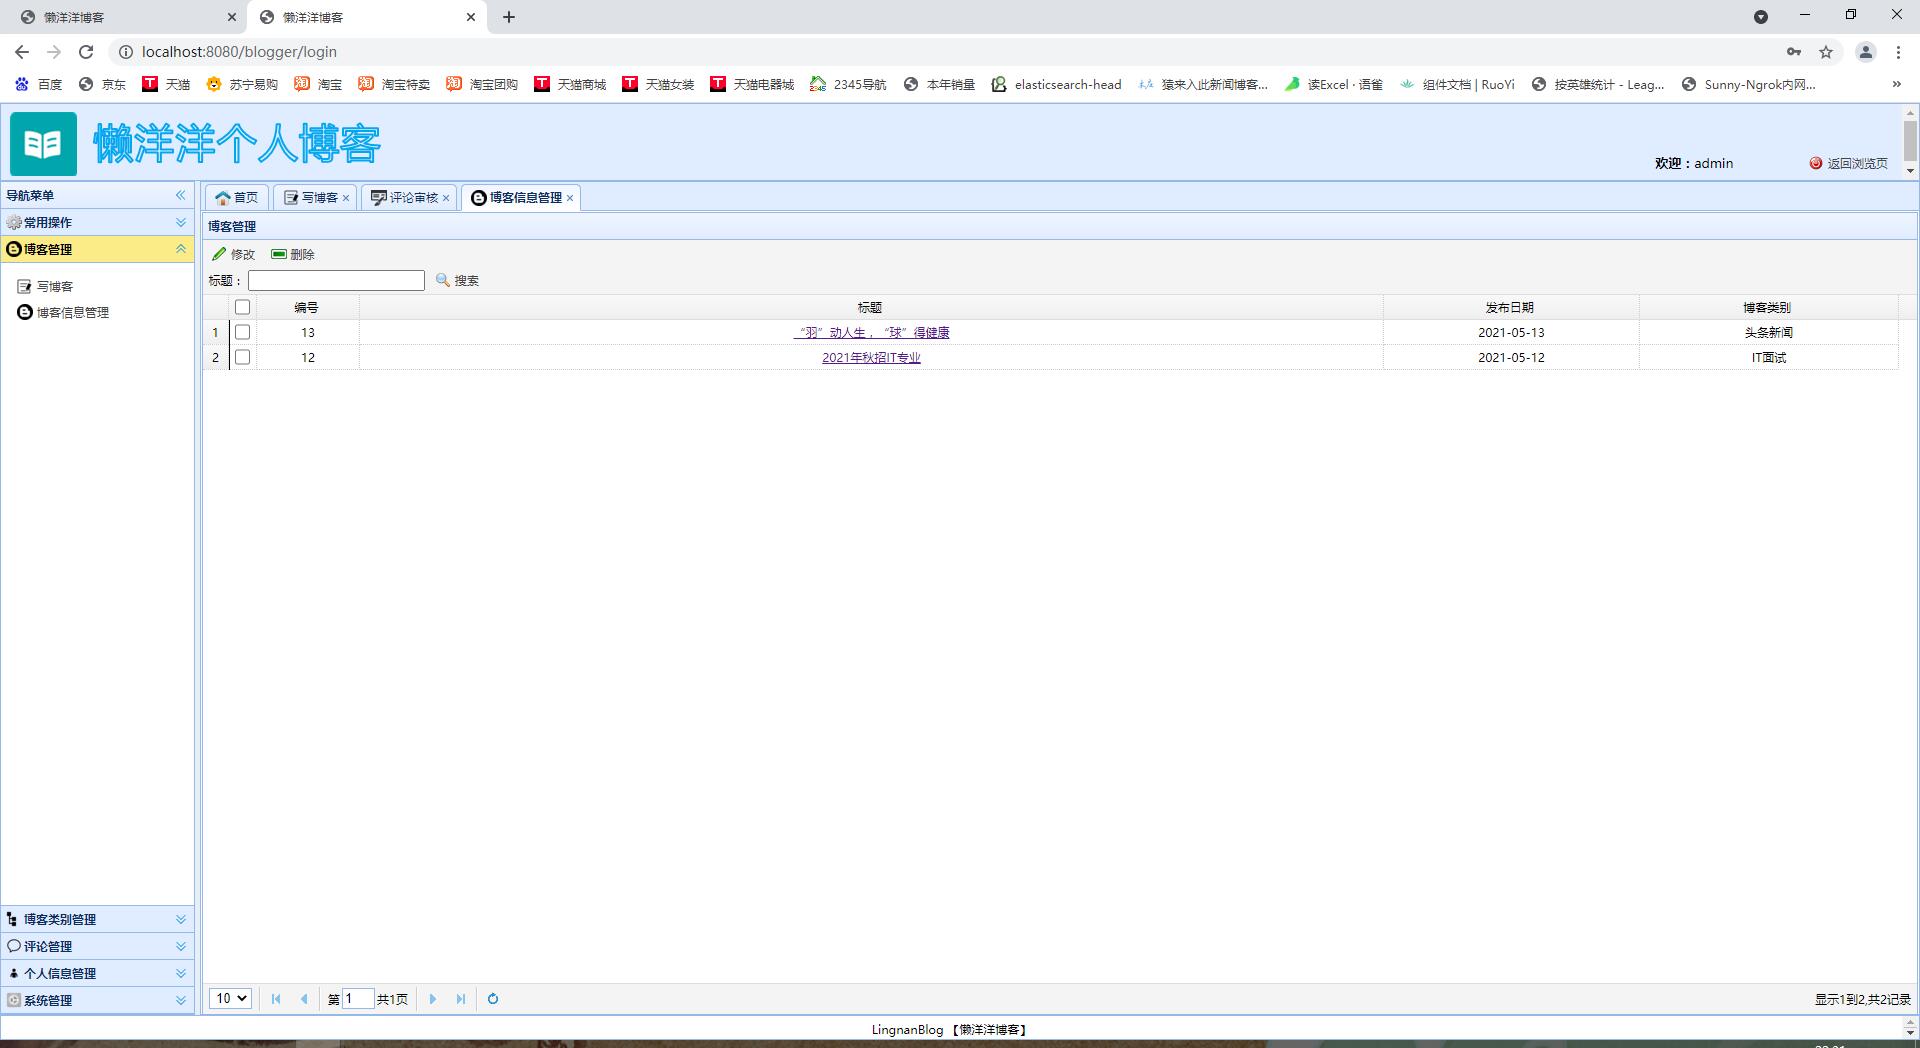 懒洋洋博客
懒洋洋博客
localhost:8080/blogger/login
百度 京东 天猫 苏宁易购 淘宝 淘宝特卖 淘宝团购 天猫商城 天猫女装 天猫电器城 2345导航 本年销量 elasticsearch-head 猿来入此新闻博客... 读Excel · 语雀 组件文档 | RuoYi 按英雄统计 - Leag... Sunny-Ngrok内网...
懒洋洋个人博客
欢迎：admin
返回浏览页
导航菜单
常用操作
博客管理
写博客
博客信息管理
博客类别管理
评论管理
个人信息管理
系统管理
首页 写博客 评论审核 博客信息管理
博客管理
修改 删除
标题： 搜索
编号 标题 发布日期 博客类别
1 13 “羽”动人生，“球”得健康 2021-05-13 头条新闻
2 12 2021年秋招IT专业 2021-05-12 IT面试
10 第 1 共1页
显示1到2,共2记录
LingnanBlog 【懒洋洋博客】